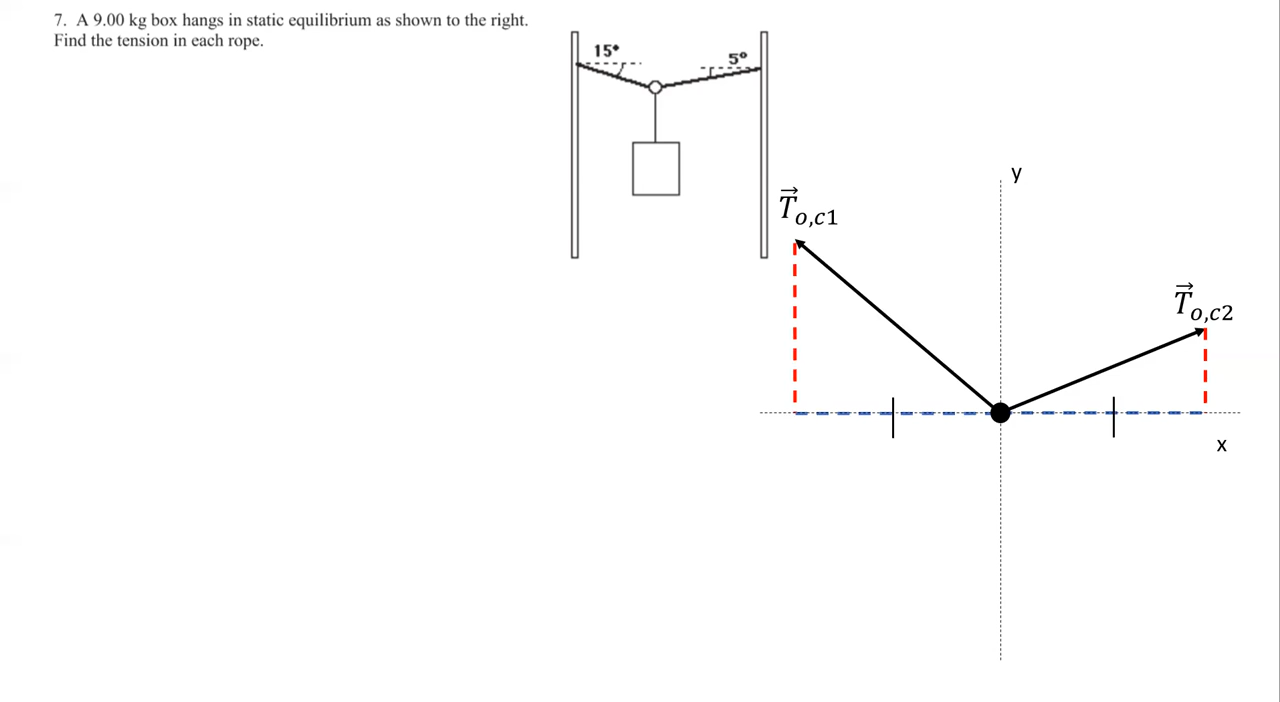 7. A 9.00 kg box hangs in static equilibrium as shown to the right.
Find the tension in each rope.
15°
5°
y
T⃗o,c1
T⃗o,c2
x